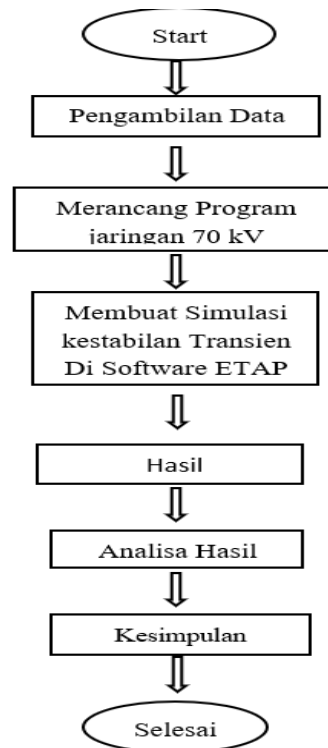 Start
Pengambilan Data
Merancang Program
jaringan 70 kV
Membuat Simulasi
kestabilan Transien
Di Software ETAP
Hasil
Analisa Hasil
Kesimpulan
Selesai